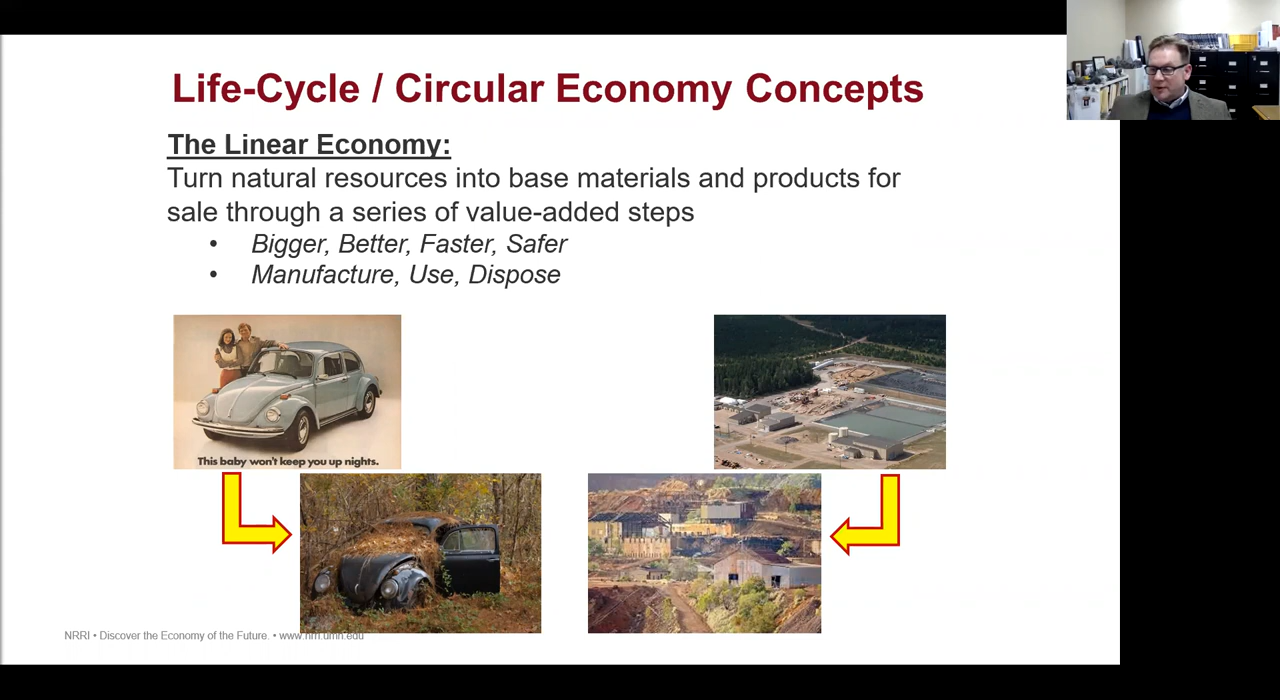 Life-Cycle / Circular Economy Concepts
The Linear Economy:
Turn natural resources into base materials and products for
sale through a series of value-added steps
• Bigger, Better, Faster, Safer
• Manufacture, Use, Dispose
This baby won't keep you up nights.
NRRI • Discover the Economy of the Future. • www.nrri.umn.edu